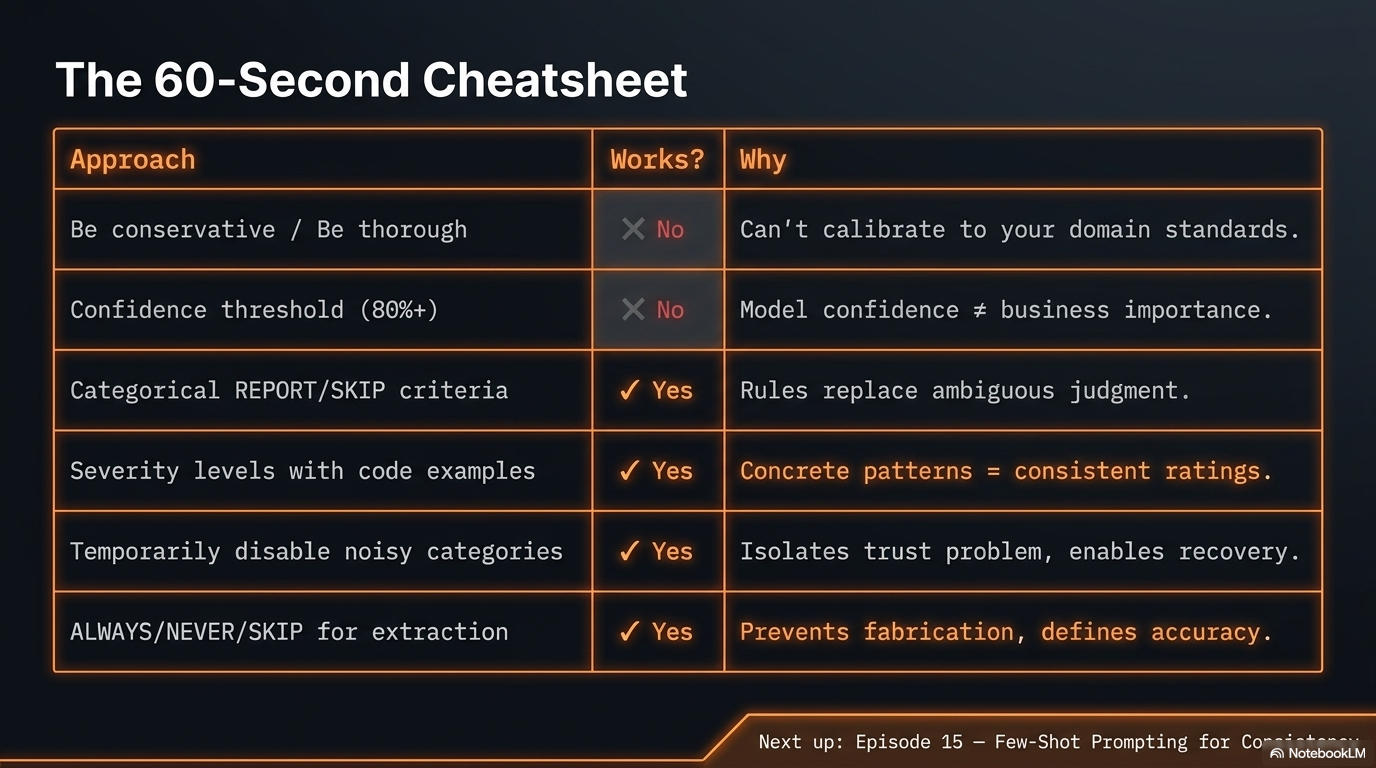 The 60-Second Cheatsheet
Approach Works? Why
Be conservative / Be thorough ✕ No Can't calibrate to your domain standards.
Confidence threshold (80%+) ✕ No Model confidence ≠ business importance.
Categorical REPORT/SKIP criteria ✓ Yes Rules replace ambiguous judgment.
Severity levels with code examples ✓ Yes Concrete patterns = consistent ratings.
Temporarily disable noisy categories ✓ Yes Isolates trust problem, enables recovery.
ALWAYS/NEVER/SKIP for extraction ✓ Yes Prevents fabrication, defines accuracy.
Next up: Episode 15 — Few-Shot Prompting for Consistency
NotebookLM